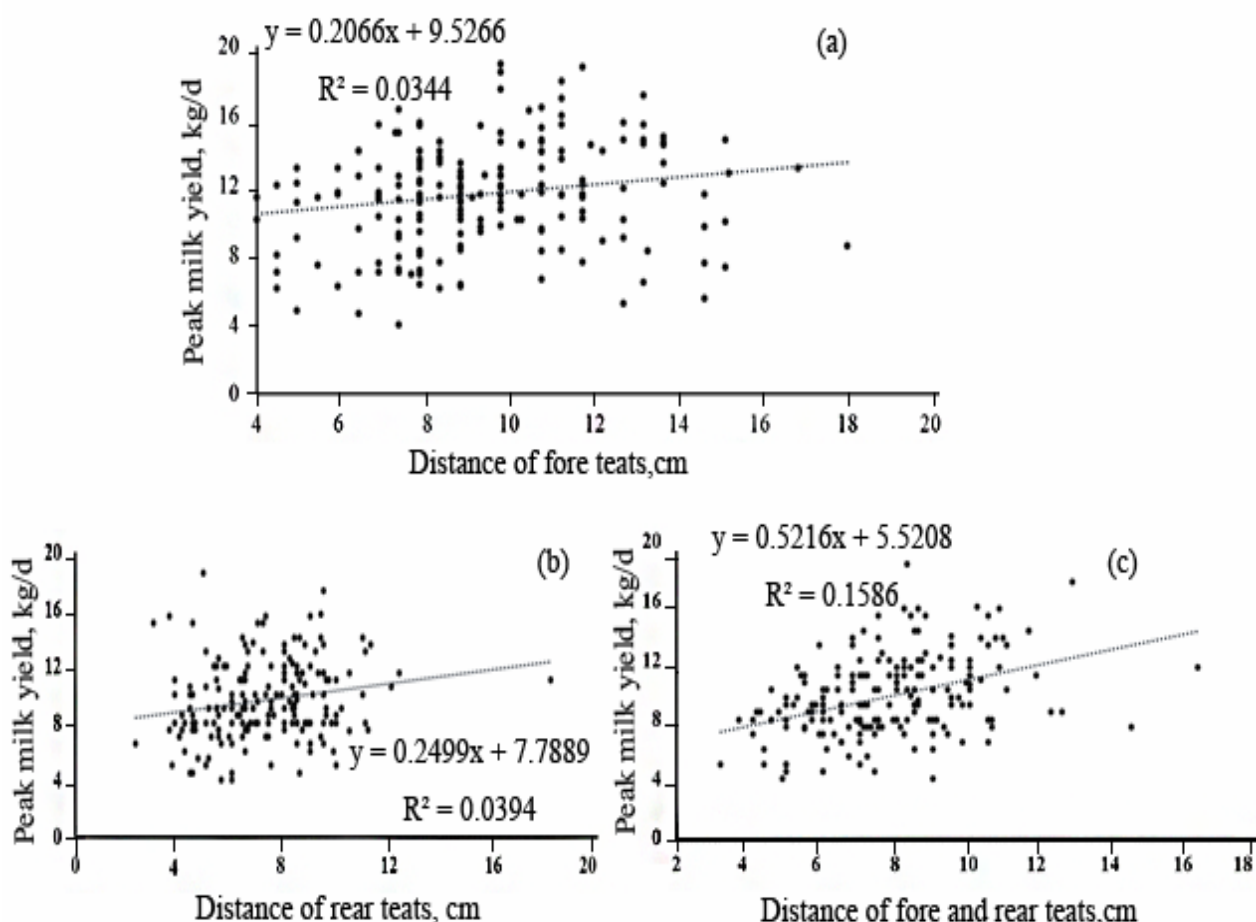 y = 0.2066x + 9.5266
(a)
R² = 0.0344
Peak milk yield, kg/d
20
16
12
8
4
0
4 6 8 10 12 14 16 18 20
Distance of fore teats,cm
y = 0.5216x + 5.5208
(b)
(c)
R² = 0.1586
Peak milk yield, kg/d
20
16
12
8
4
0
y = 0.2499x + 7.7889
R² = 0.0394
0 4 8 12 16 20
Distance of rear teats, cm
Peak milk yield, kg/d
20
16
12
8
4
0
2 4 6 8 10 12 14 16 18
Distance of fore and rear teats,cm